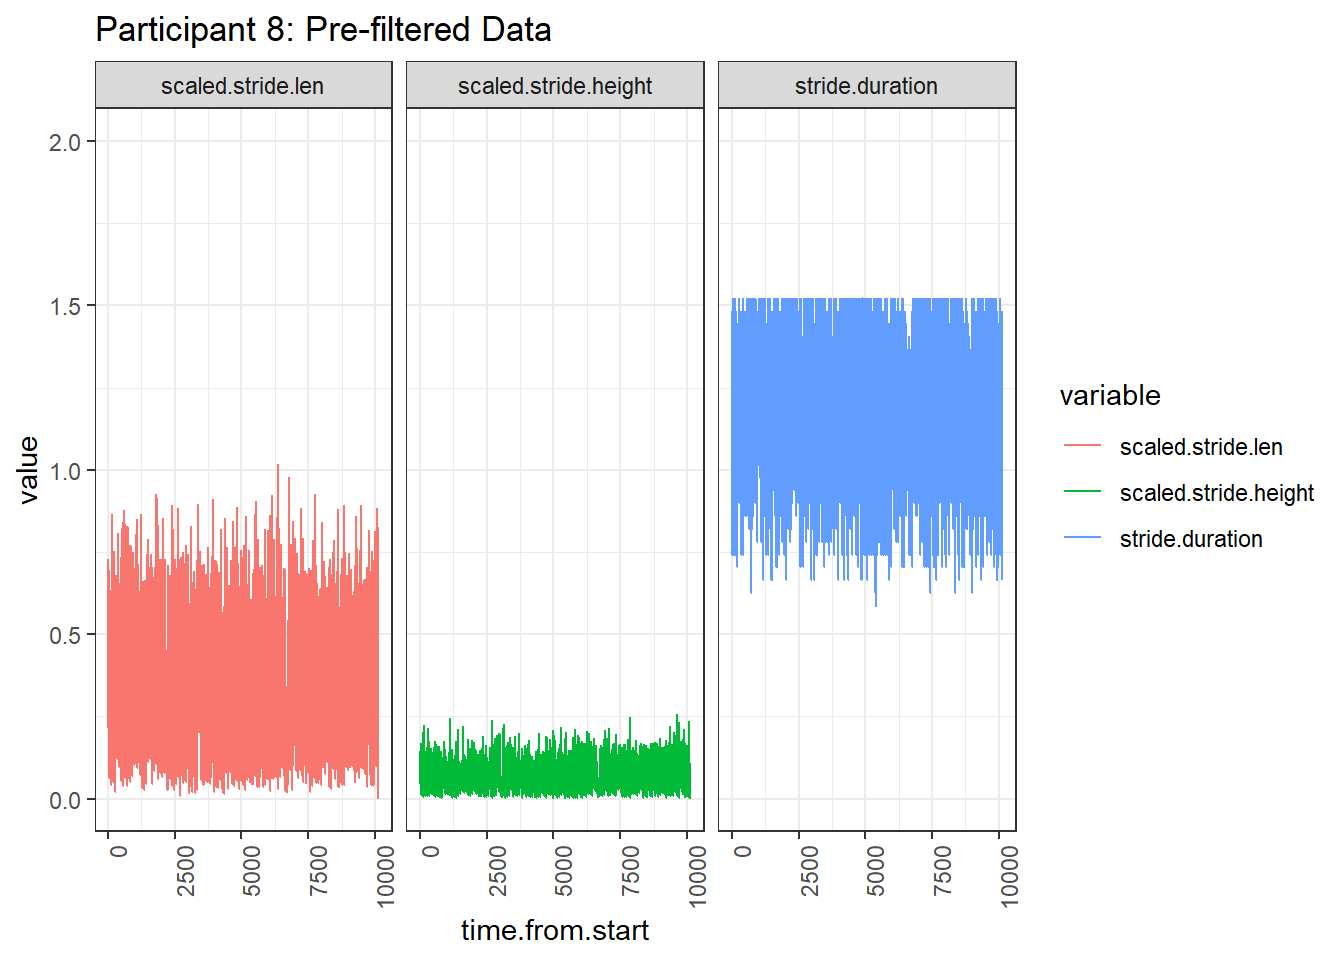 Participant 8: Pre-filtered Data
scaled.stride.len
scaled.stride.height
stride.duration
value
2.0
1.5
1.0
0.5
0.0
0
2500
5000
7500
10000
0
2500
5000
7500
10000
0
2500
5000
7500
10000
time.from.start
variable
scaled.stride.len
scaled.stride.height
stride.duration